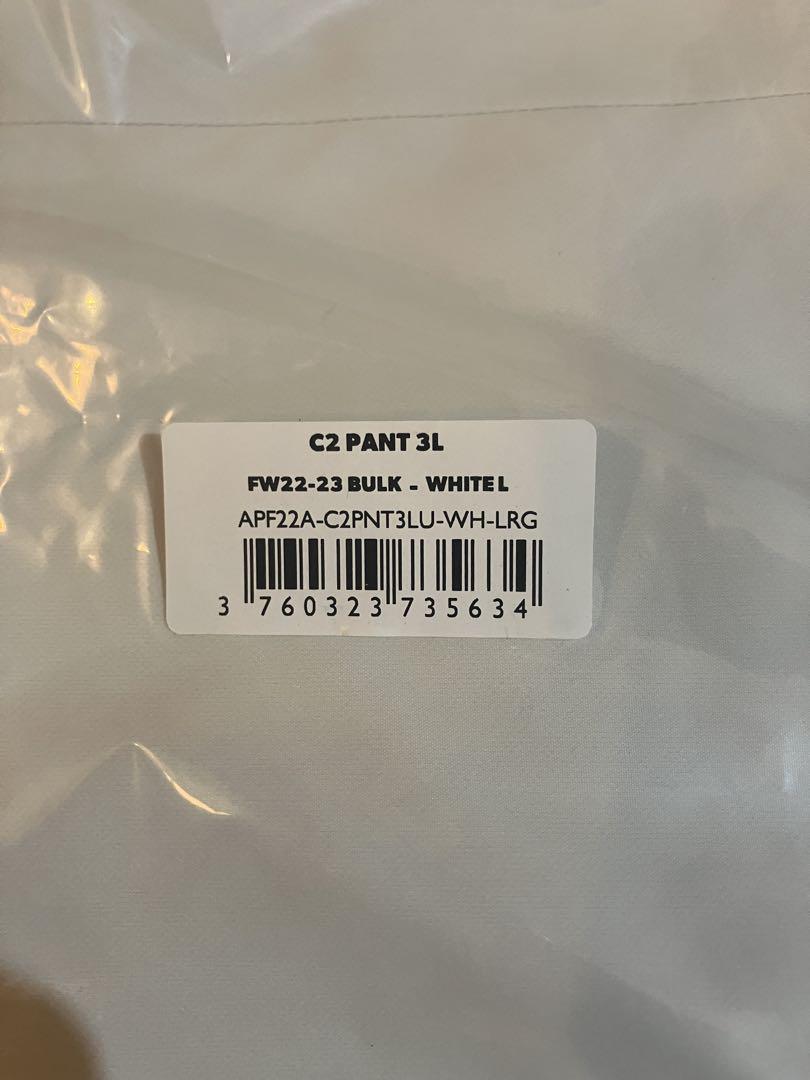 C2 PANT 3L
FW22-23 BULK - WHITE L
APF22A-C2PNT3LU-WH-LRG
3 760323 735634